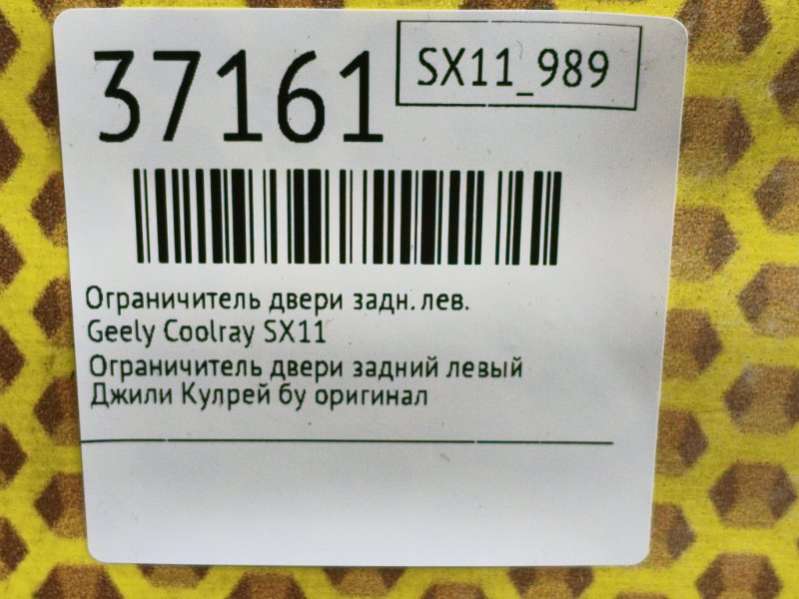 37161
SX11_989
Ограничитель двери задн. лев.
Geely Coolray SX11
Ограничитель двери задний левый
Джили Кулрей бу оригинал